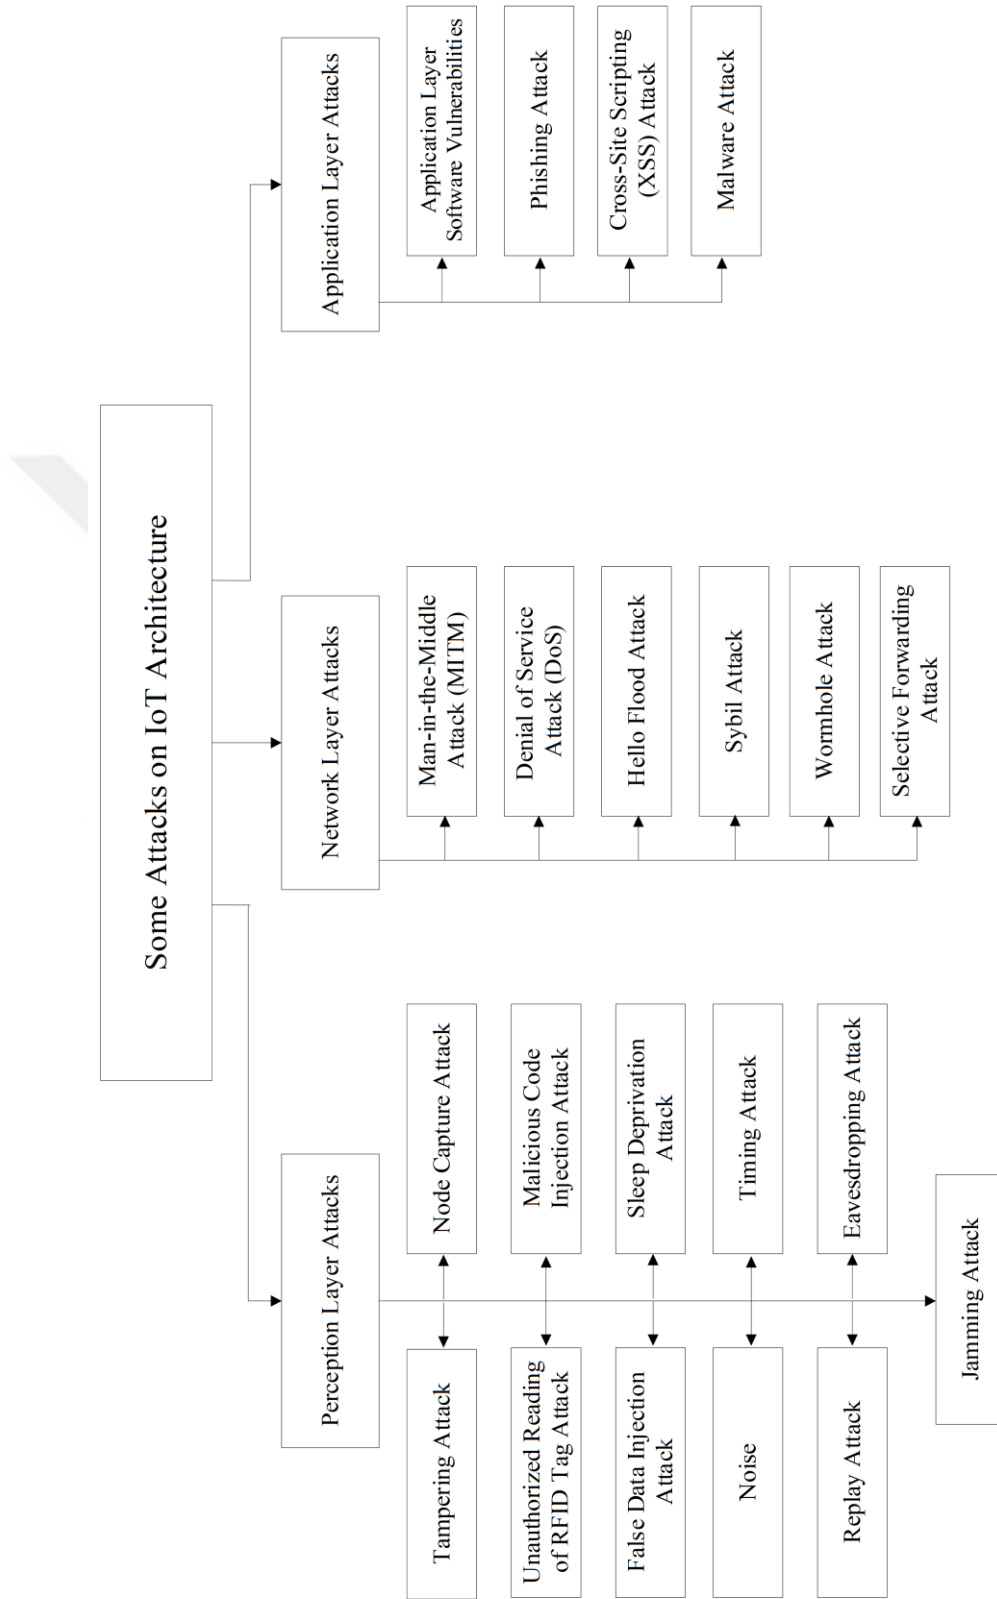 Some Attacks on IoT Architecture
Perception Layer Attacks
Tampering Attack
Node Capture Attack
Unauthorized Reading
of RFID Tag Attack
Malicious Code
Injection Attack
False Data Injection
Attack
Sleep Deprivation
Attack
Noise
Timing Attack
Replay Attack
Eavesdropping Attack
Jamming Attack
Network Layer Attacks
Man-in-the-Middle
Attack (MITM)
Denial of Service
Attack (DoS)
Hello Flood Attack
Sybil Attack
Wormhole Attack
Selective Forwarding
Attack
Application Layer Attacks
Application Layer
Software Vulnerabilities
Phishing Attack
Cross-Site Scripting
(XSS) Attack
Malware Attack